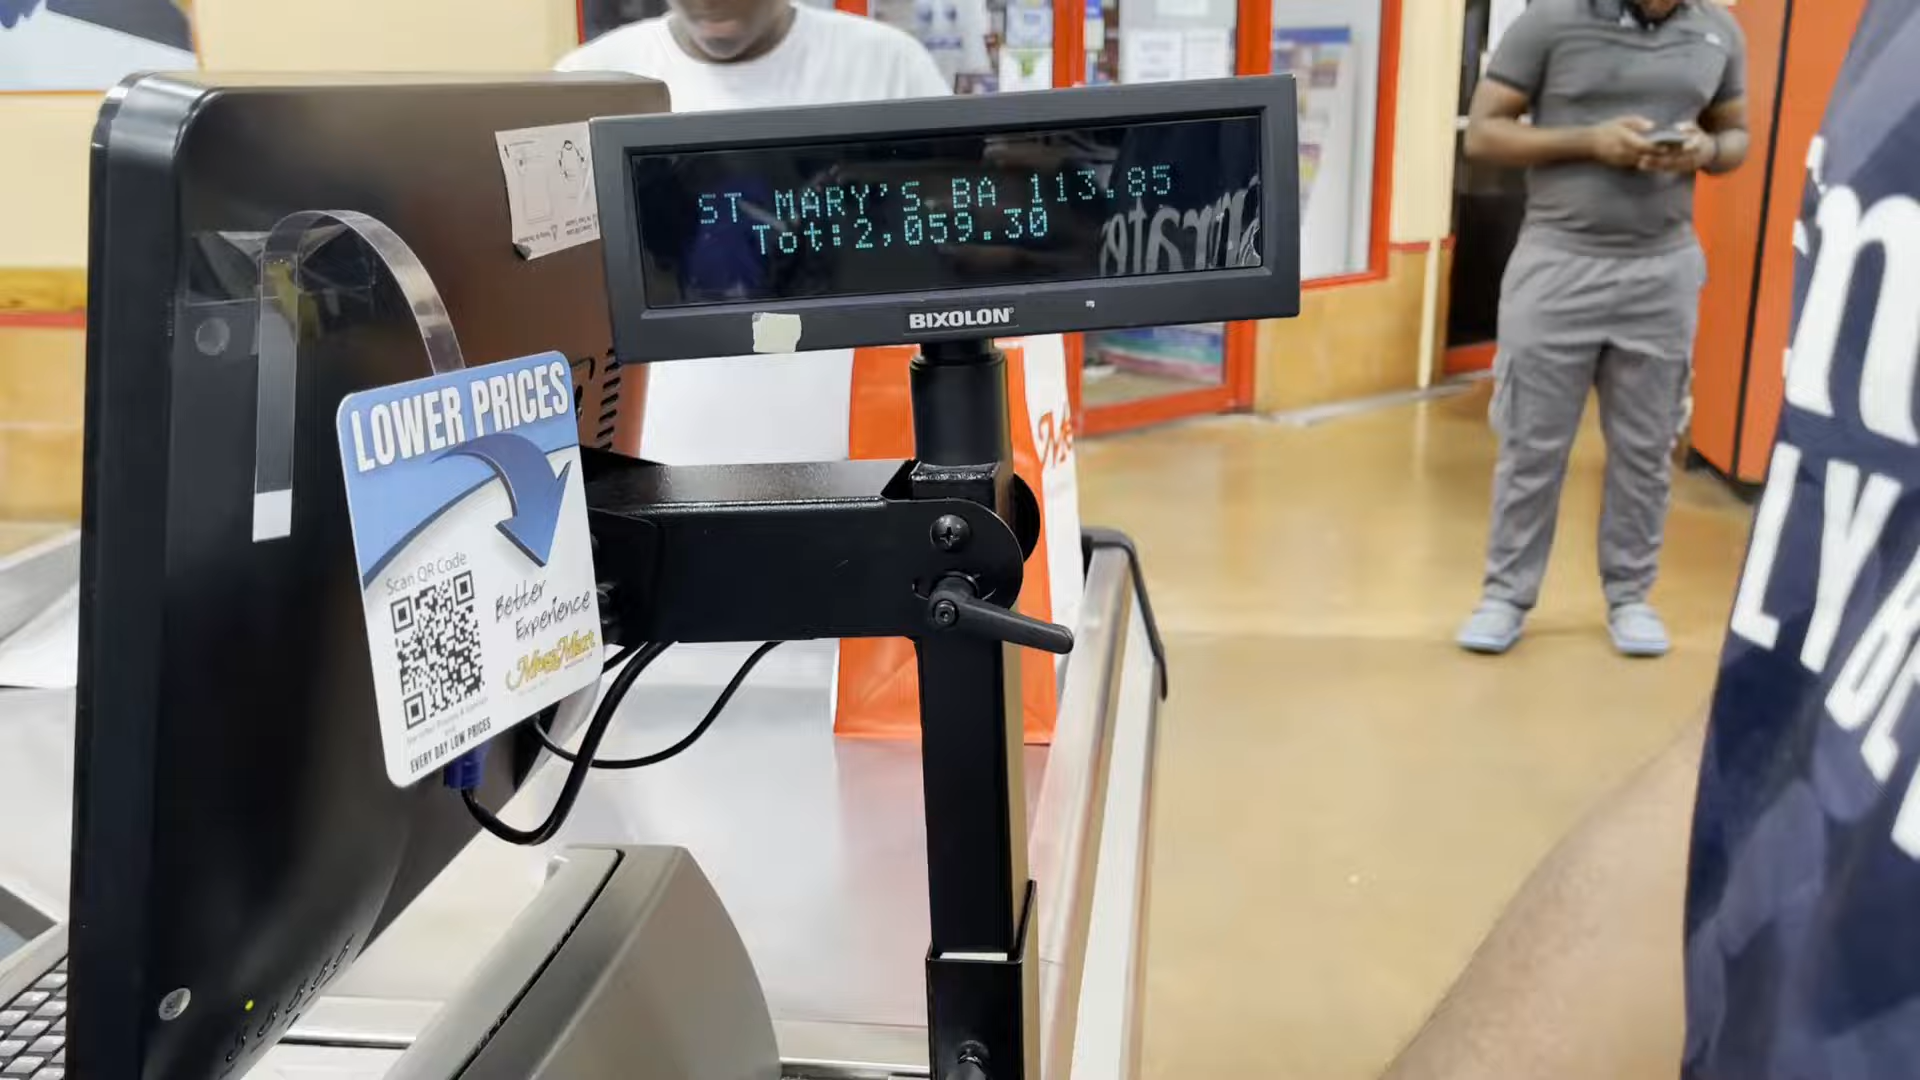 ST MARY'S BA 113.85
Tot:2,059.30
BIXOLON
LOWER PRICES
Scan QR Code
Better
Experience
MegaMart
EVERY DAY LOW PRICES